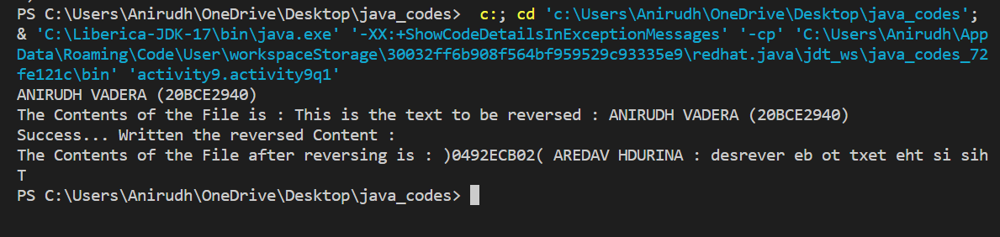 PS C:\Users\Anirudh\OneDrive\Desktop\java_codes>  c:; cd 'c:\Users\Anirudh\OneDrive\Desktop\java_codes';
& 'C:\Liberica-JDK-17\bin\java.exe' '-XX:+ShowCodeDetailsInExceptionMessages' '-cp' 'C:\Users\Anirudh\App
Data\Roaming\Code\User\workspaceStorage\30032ff6b908f564bf959529c93335e9\redhat.java\jdt_ws\java_codes_72
fe121c\bin' 'activity9.activity9q1'
ANIRUDH VADERA (20BCE2940)
The Contents of the File is : This is the text to be reversed : ANIRUDH VADERA (20BCE2940)
Success... Written the reversed Content :
The Contents of the File after reversing is : )0492ECB02( AREDAV HDURINA : desrever eb ot txet eht si sih
T
PS C:\Users\Anirudh\OneDrive\Desktop\java_codes>